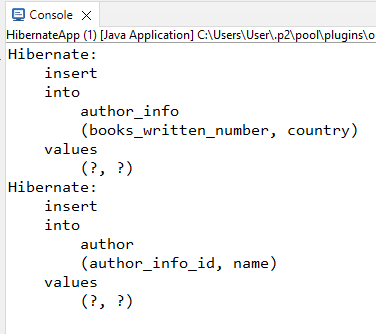 Console
HibernateApp (1) [Java Application] C:\Users\User\.p2\pool\plugins\o
Hibernate:
    insert
    into
        author_info
        (books_written_number, country)
    values
        (?, ?)
Hibernate:
    insert
    into
        author
        (author_info_id, name)
    values
        (?, ?)